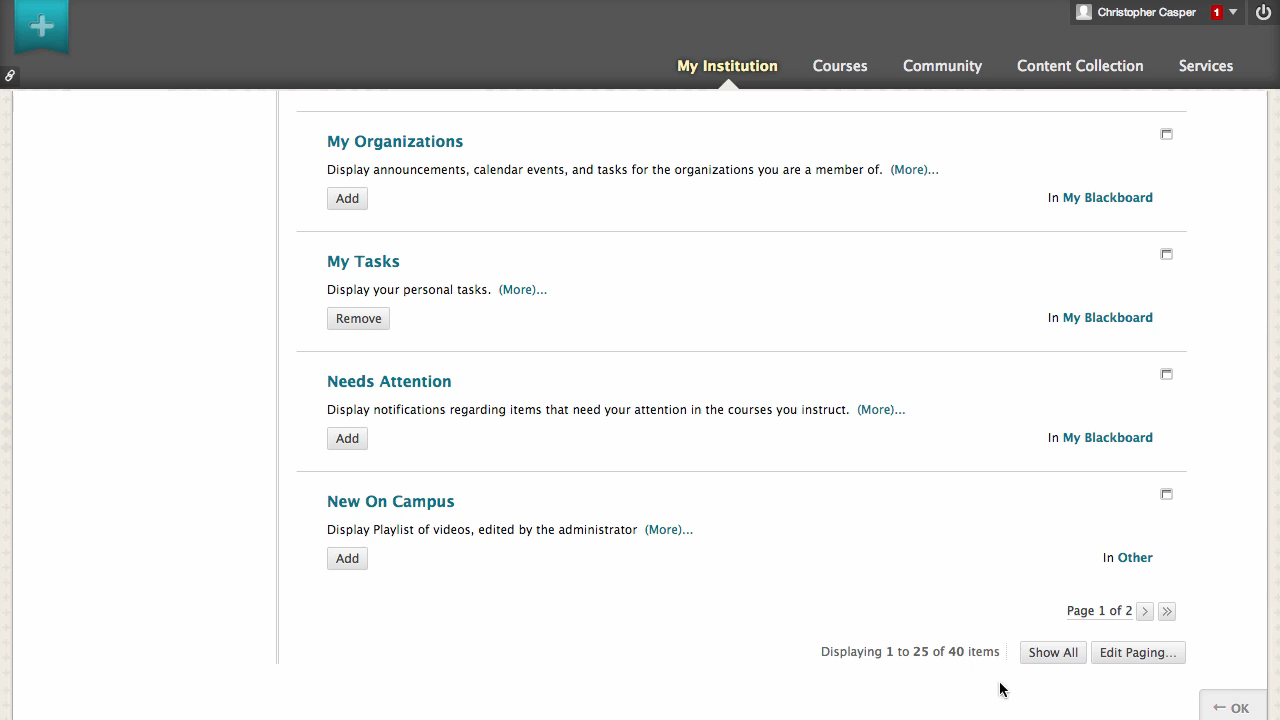 Christopher Casper 1
My Institution Courses Community Content Collection Services
My Organizations
Display announcements, calendar events, and tasks for the organizations you are a member of. (More)...
Add
In My Blackboard
My Tasks
Display your personal tasks. (More)...
Remove
In My Blackboard
Needs Attention
Display notifications regarding items that need your attention in the courses you instruct. (More)...
Add
In My Blackboard
New On Campus
Display Playlist of videos, edited by the administrator (More)...
Add
In Other
Page 1 of 2 > >>
Displaying 1 to 25 of 40 items Show All Edit Paging...
← OK